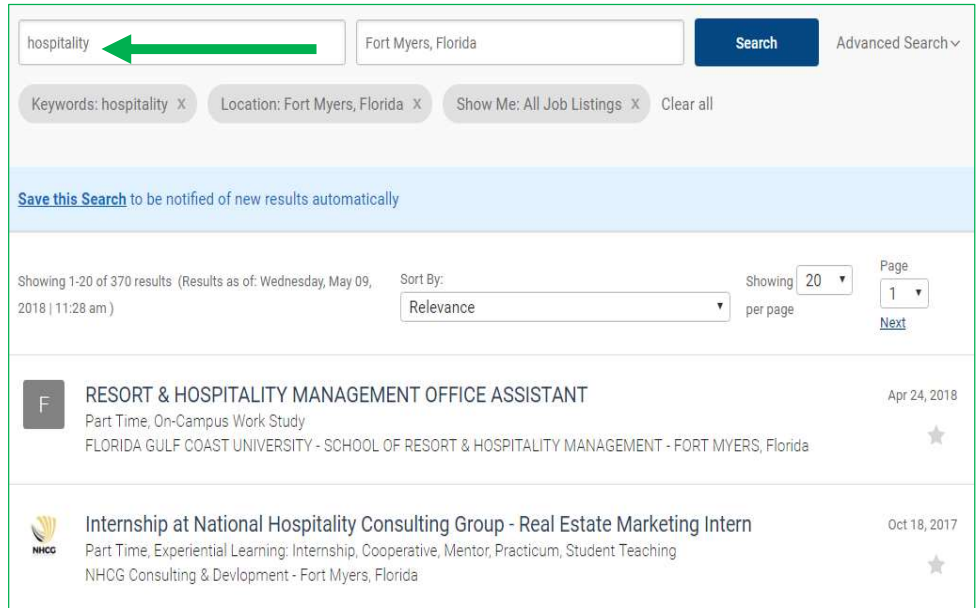 hospitality
Fort Myers, Florida
Search
Advanced Search
Keywords: hospitality X
Location: Fort Myers, Florida X
Show Me: All Job Listings X
Clear all
Save this Search to be notified of new results automatically
Showing 1-20 of 370 results (Results as of: Wednesday, May 09,
2018 | 11:28 am )
Sort By:
Relevance
Showing 20
per page
Page
1
Next
F
RESORT & HOSPITALITY MANAGEMENT OFFICE ASSISTANT
Apr 24, 2018
Part Time, On-Campus Work Study
FLORIDA GULF COAST UNIVERSITY - SCHOOL OF RESORT & HOSPITALITY MANAGEMENT - FORT MYERS, Florida
NHCG
Internship at National Hospitality Consulting Group - Real Estate Marketing Intern
Oct 18, 2017
Part Time, Experiential Learning: Internship, Cooperative, Mentor, Practicum, Student Teaching
NHCG Consulting & Devlopment - Fort Myers, Florida